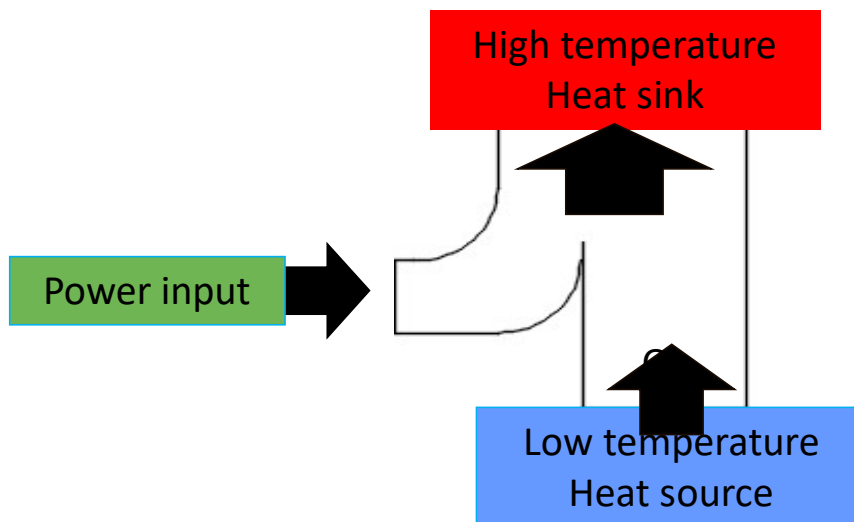 High temperature
Heat sink
Power input
Low temperature
Heat source